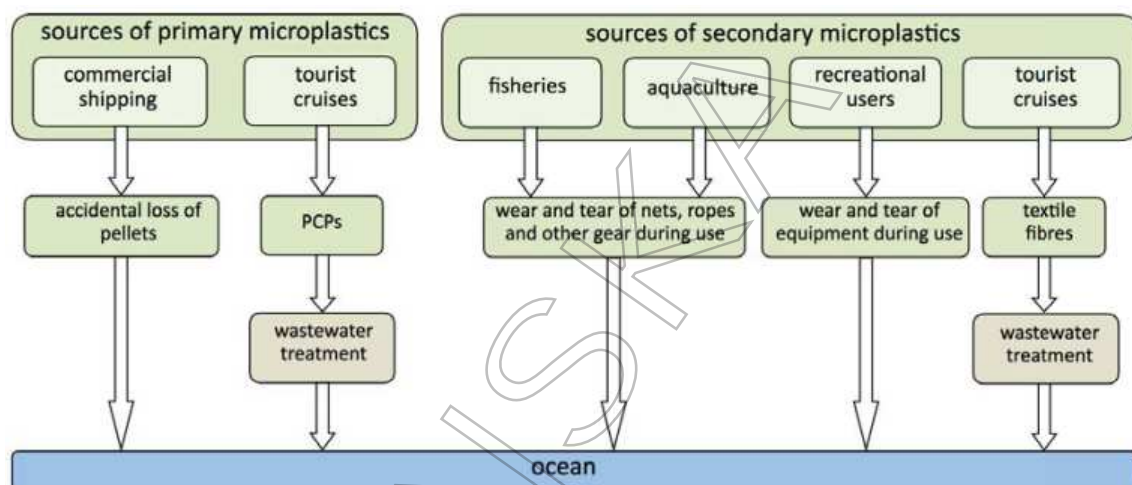 sources of primary microplastics
commercial
shipping
tourist
cruises
sources of secondary microplastics
fisheries
aquaculture
recreational
users
tourist
cruises
accidental loss of
pellets
PCPs
wear and tear of nets, ropes
and other gear during use
wear and tear of
equipment during use
textile
fibres
wastewater
treatment
wastewater
treatment
ocean